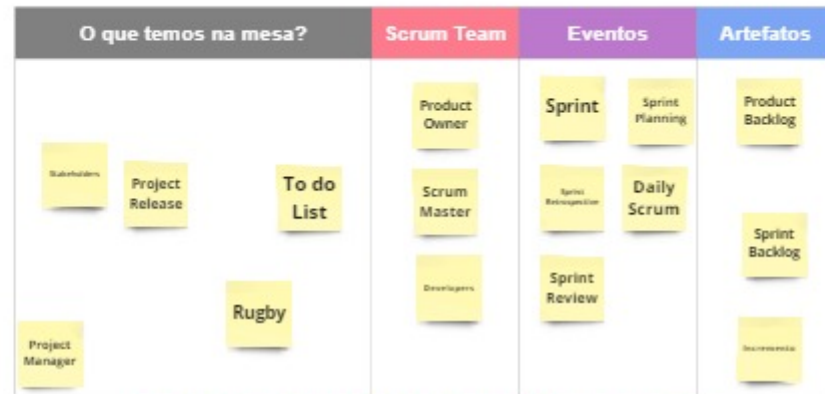 O que temos na mesa?
Scrum Team
Eventos
Artefatos
Stakeholders
Project
Release
To do
List
Rugby
Project
Manager
Product
Owner
Scrum
Master
Developers
Sprint
Sprint
Planning
Sprint
Retrospective
Daily
Scrum
Sprint
Review
Product
Backlog
Sprint
Backlog
Incremento